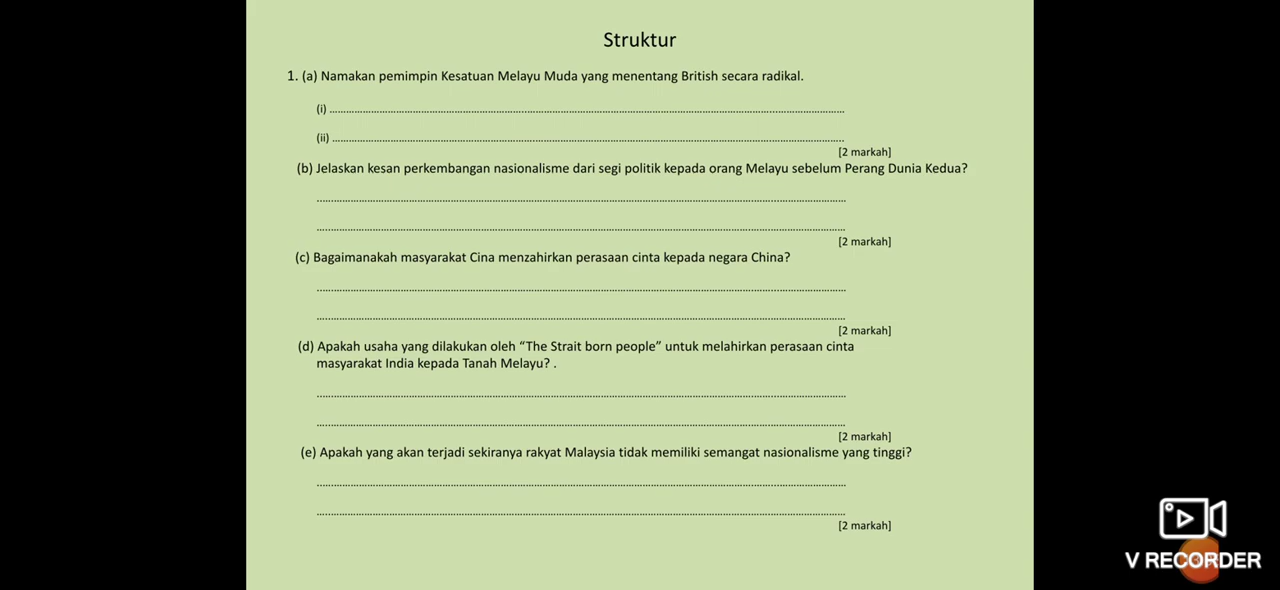 Struktur
1. (a) Namakan pemimpin Kesatuan Melayu Muda yang menentang British secara radikal.
(i) ................................................................................
(ii) ................................................................................
[2 markah]
(b) Jelaskan kesan perkembangan nasionalisme dari segi politik kepada orang Melayu sebelum Perang Dunia Kedua?
................................................................................
................................................................................
[2 markah]
(c) Bagaimanakah masyarakat Cina menzahirkan perasaan cinta kepada negara China?
................................................................................
................................................................................
[2 markah]
(d) Apakah usaha yang dilakukan oleh “The Strait born people” untuk melahirkan perasaan cinta
masyarakat India kepada Tanah Melayu? .
................................................................................
................................................................................
[2 markah]
(e) Apakah yang akan terjadi sekiranya rakyat Malaysia tidak memiliki semangat nasionalisme yang tinggi?
................................................................................
................................................................................
[2 markah]
V RECORDER